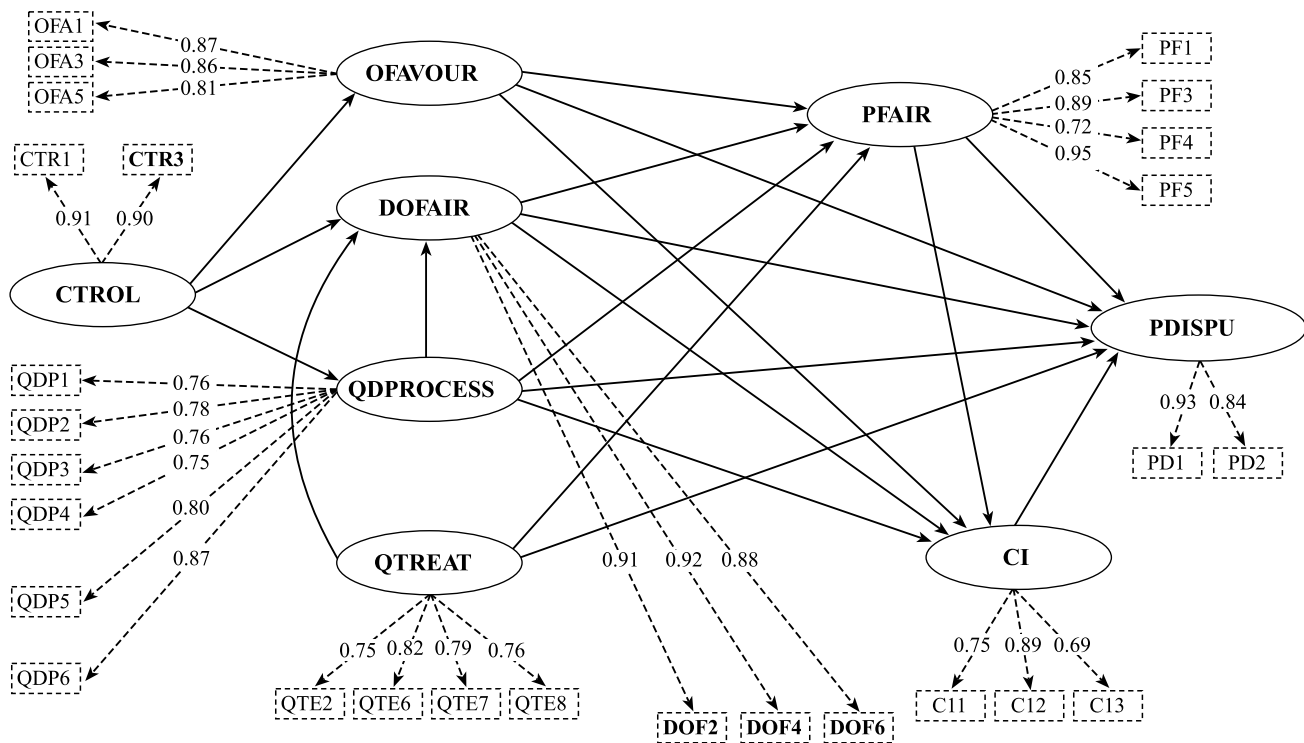 OFA1
OFA3
OFA5
0.87
0.86
0.81
OFAVOUR
PFAIR
0.85
0.89
0.72
0.95
PF1
PF3
PF4
PF5
CTR1
CTR3
0.91
0.90
CTROL
DOFAIR
PDISPU
0.93
0.84
PD1
PD2
QDPROCESS
QDP1
QDP2
QDP3
QDP4
QDP5
QDP6
0.76
0.78
0.76
0.75
0.80
0.87
QTREAT
0.75
0.82
0.79
0.76
QTE2
QTE6
QTE7
QTE8
0.91
0.92
0.88
DOF2
DOF4
DOF6
CI
0.75
0.89
0.69
C11
C12
C13